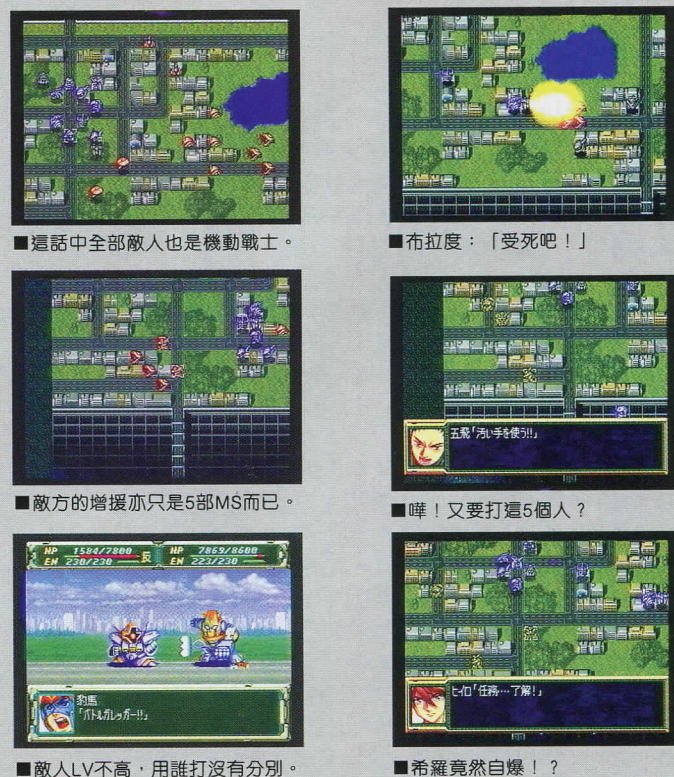 ■這話中全部敵人也是機動戰士。
■布拉度：「受死吧！」
■敵方的增援亦只是5部MS而已。
五飛「汚い手を使う!!」
■嘩！又要打這5個人？
HP 1584/7800 反 HP 7869/8600
EN 230/230 EN 223/230
豹馬
「バトルガレッガー!!」
■敵人LV不高，用誰打沒有分別。
ヒイロ「任務…了解！」
■希羅竟然自爆！？